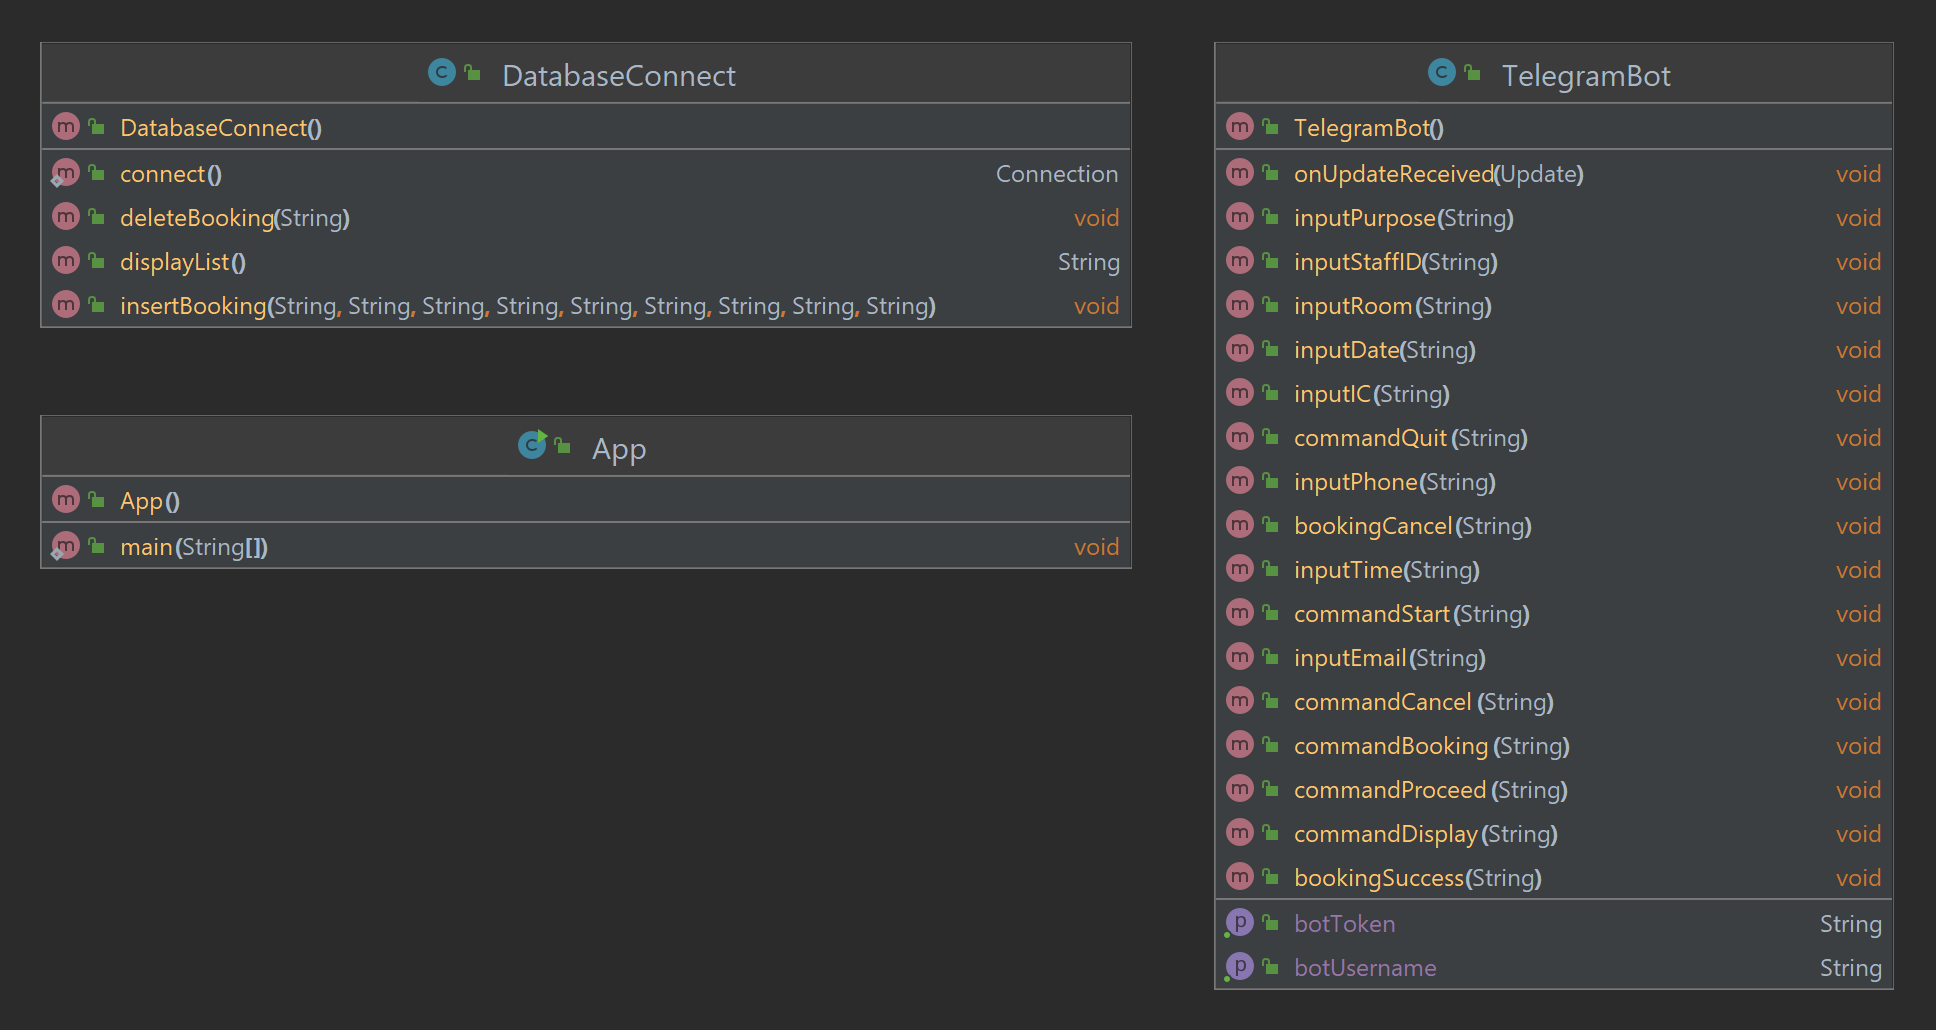 DatabaseConnect
DatabaseConnect()
connect() Connection
deleteBooking(String) void
displayList() String
insertBooking(String, String, String, String, String, String, String, String, String) void
App
App()
main(String[]) void
TelegramBot
TelegramBot()
onUpdateReceived(Update) void
inputPurpose(String) void
inputStaffID(String) void
inputRoom(String) void
inputDate(String) void
inputIC(String) void
commandQuit(String) void
inputPhone(String) void
bookingCancel(String) void
inputTime(String) void
commandStart(String) void
inputEmail(String) void
commandCancel(String) void
commandBooking(String) void
commandProceed(String) void
commandDisplay(String) void
bookingSuccess(String) void
botToken String
botUsername String